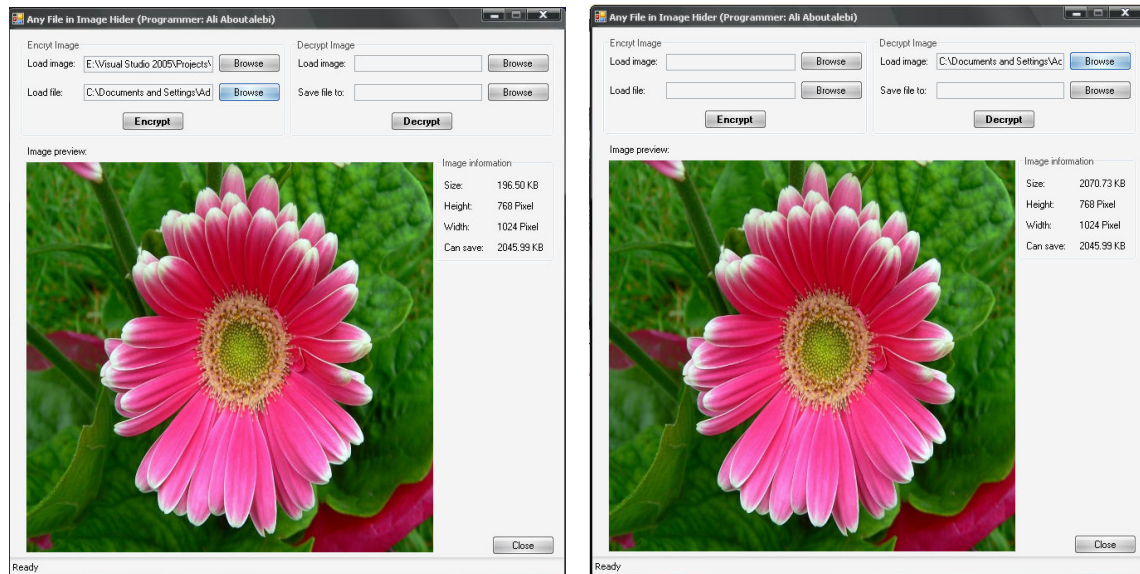 Any File in Image Hider (Programmer: Ali Aboutalebi)
Encryt Image
Load image: E:\Visual Studio 2005\Projects\ Browse
Load file: C:\Documents and Settings\Ad Browse
Encrypt
Decrypt Image
Load image: Browse
Save file to: Browse
Decrypt
Image preview:
Image information
Size: 196.50 KB
Height: 768 Pixel
Width: 1024 Pixel
Can save: 2045.99 KB
Close
Ready
Any File in Image Hider (Programmer: Ali Aboutalebi)
Encryt Image
Load image: Browse
Load file: Browse
Encrypt
Decrypt Image
Load image: C:\Documents and Settings\Ac Browse
Save file to: Browse
Decrypt
Image preview:
Image information
Size: 2070.73 KB
Height: 768 Pixel
Width: 1024 Pixel
Can save: 2045.99 KB
Close
Ready